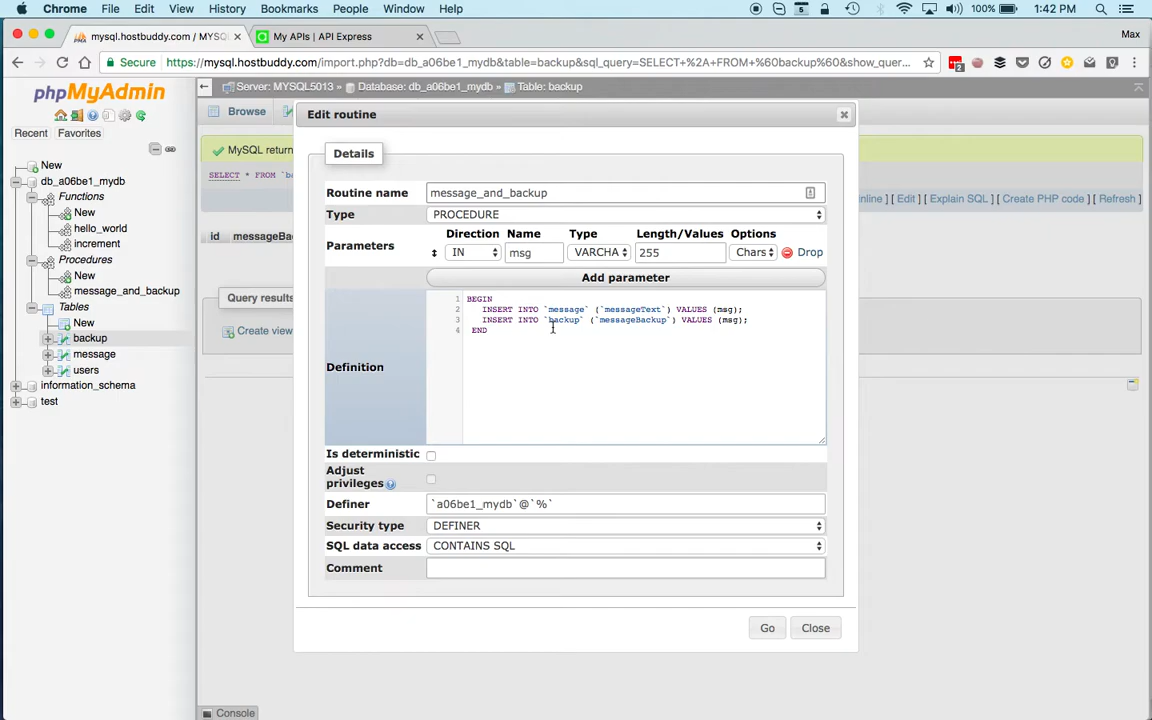 Chrome File Edit View History Bookmarks People Window Help 5 100% 1:42 PM
mysql.hostbuddy.com / MYSQ × My APIs | API Express × Max
Secure https://mysql.hostbuddy.com/import.php?db=db_a06be1_mydb&table=backup&sql_query=SELECT+%2A+FROM+%60backup%60&show_quer... 2
phpMyAdmin
Recent Favorites
New
db_a06be1_mydb
Functions
New
hello_world
increment
Procedures
New
message_and_backup
Tables
New
backup
message
users
information_schema
test
Server: MYSQL5013 » Database: db_a06be1_mydb » Table: backup
Browse
MySQL return
SELECT * FROM `ba
nline ] [ Edit ] [ Explain SQL ] [ Create PHP code ] [ Refresh ]
id messageBa
Query results
Create view
Console
Edit routine
Details
Routine name message_and_backup
Type PROCEDURE
Direction Name Type Length/Values Options
Parameters IN msg VARCHA 255 Chars Drop
Add parameter
Definition
1 BEGIN
2 INSERT INTO `message` (`messageText`) VALUES (msg);
3 INSERT INTO `backup` (`messageBackup`) VALUES (msg);
4 END
Is deterministic
Adjust
privileges
Definer `a06be1_mydb`@`%`
Security type DEFINER
SQL data access CONTAINS SQL
Comment
Go Close